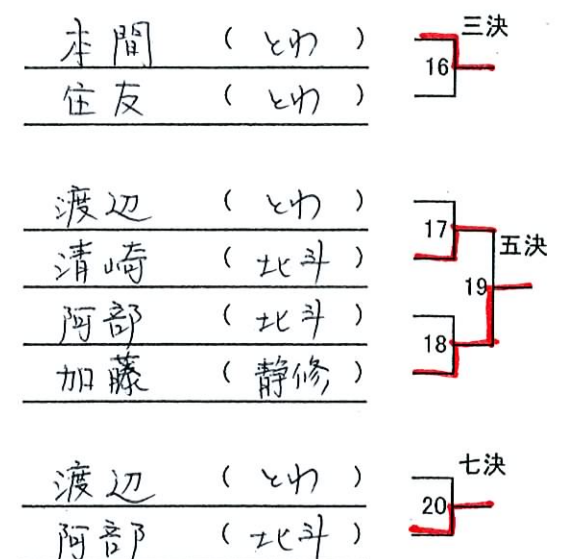 三決
本間 ( とわ )
16
住友 ( とわ )
渡辺 ( とわ )
17
五決
清崎 ( 北斗 )
19
阿部 ( 北斗 )
18
加藤 ( 静修 )
七決
渡辺 ( とわ )
20
阿部 ( 北斗 )